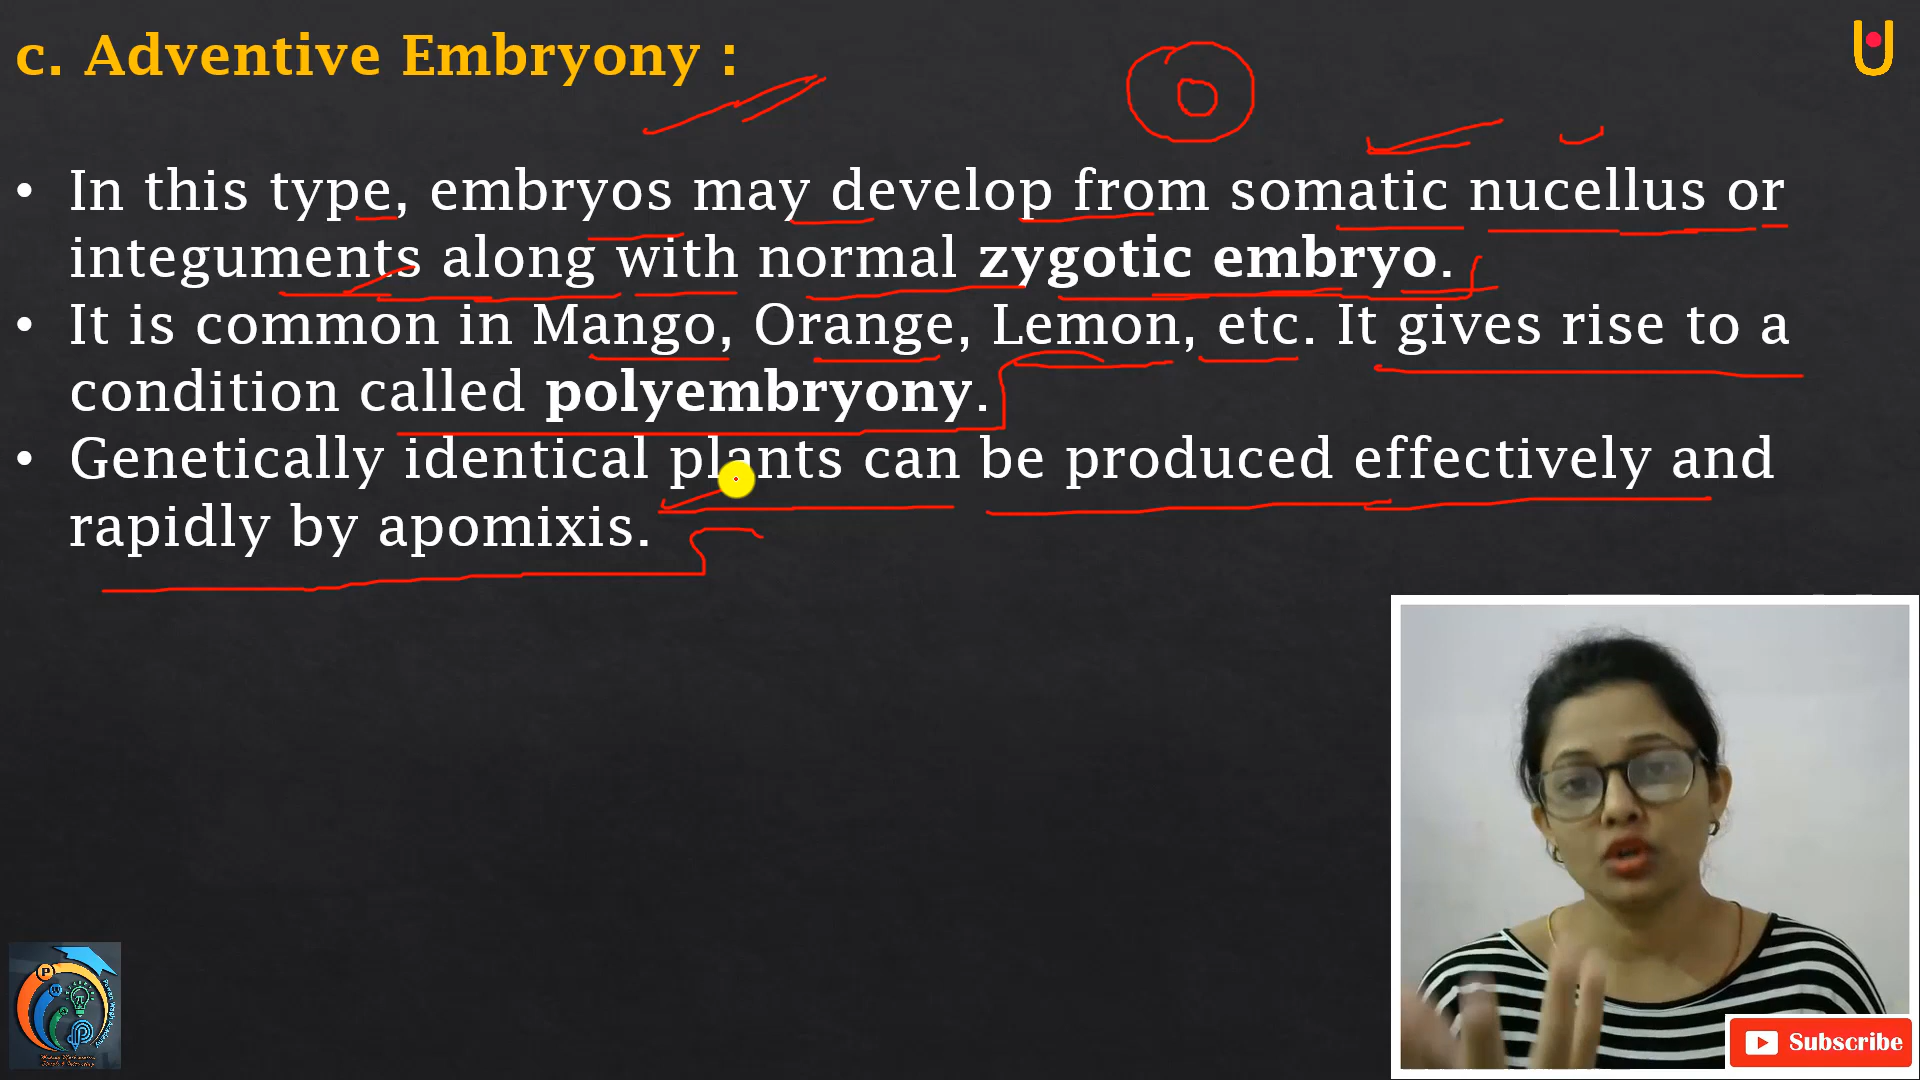 c. Adventive Embryony :
• In this type, embryos may develop from somatic nucellus or
integuments along with normal zygotic embryo.
• It is common in Mango, Orange, Lemon, etc. It gives rise to a
condition called polyembryony.
• Genetically identical plants can be produced effectively and
rapidly by apomixis.
Subscribe